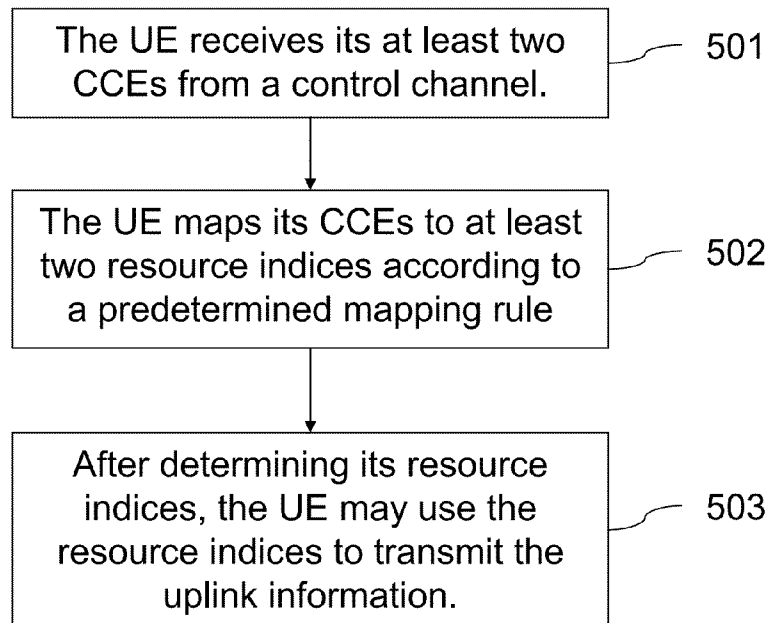 The UE receives its at least two
CCEs from a control channel.
501
The UE maps its CCEs to at least
two resource indices according to
a predetermined mapping rule
502
After determining its resource
indices, the UE may use the
resource indices to transmit the
uplink information.
503